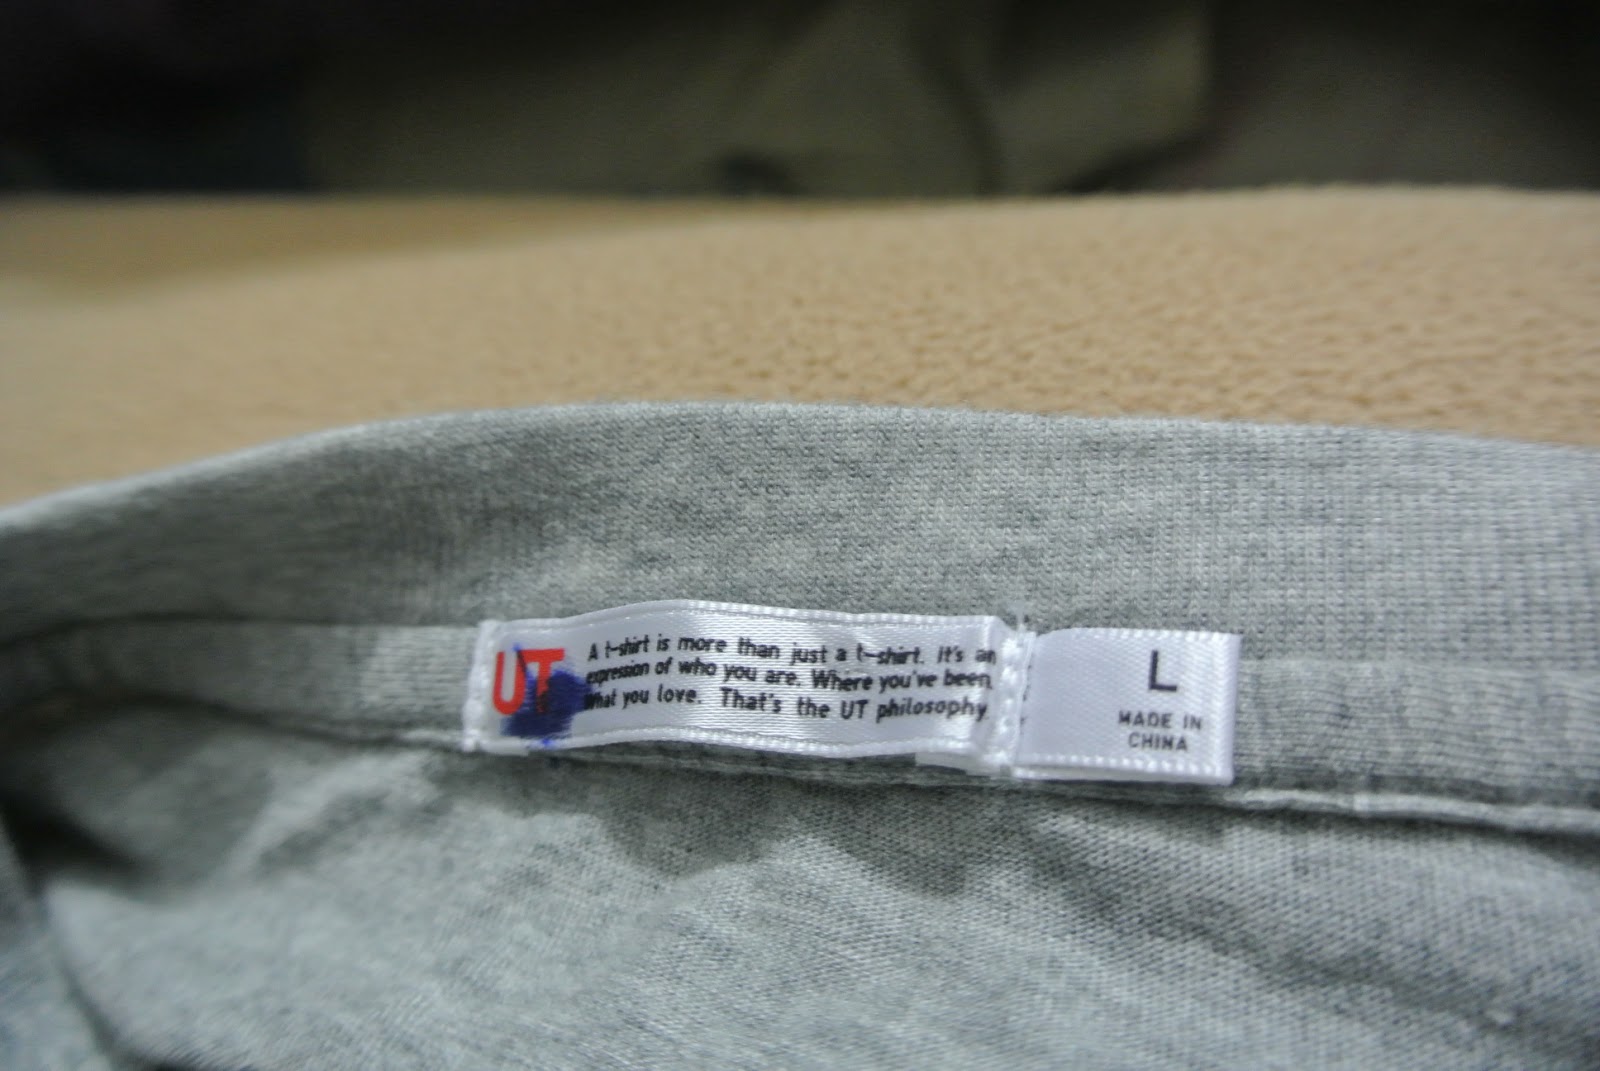 UT
A t-shirt is more than just a t-shirt. It's an
expression of who you are. Where you've been.
What you love. That's the UT philosophy.
L
MADE IN
CHINA